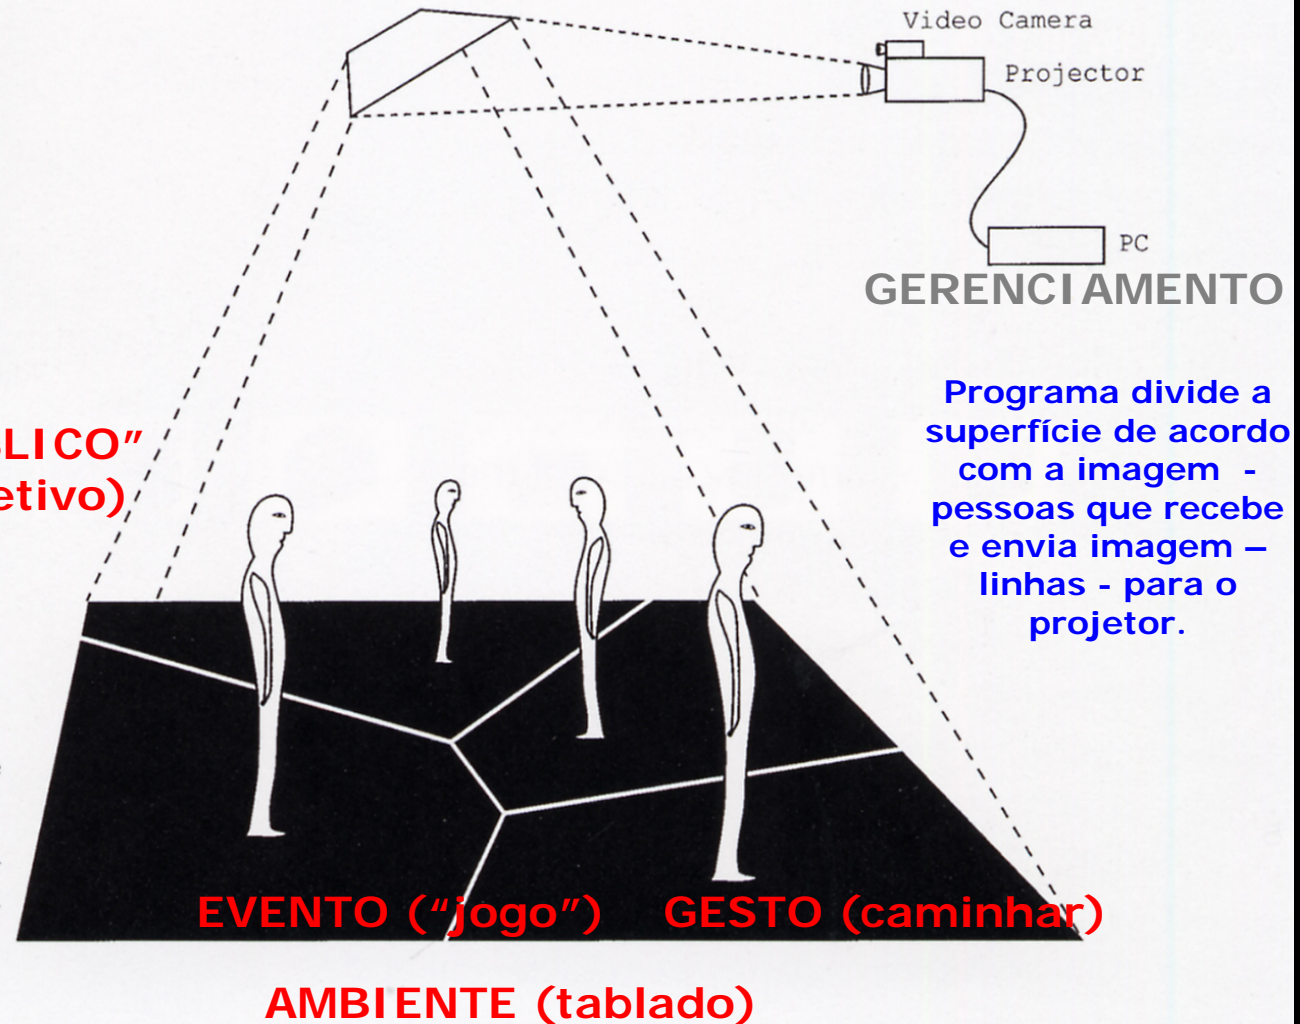 Video Camera
Projector
PC
GERENCIAMENTO
Programa divide a
superfície de acordo
com a imagem -
pessoas que recebe
e envia imagem –
linhas - para o
projetor.
LICO”
etivo)
EVENTO (“jogo”) GESTO (caminhar)
AMBIENTE (tablado)